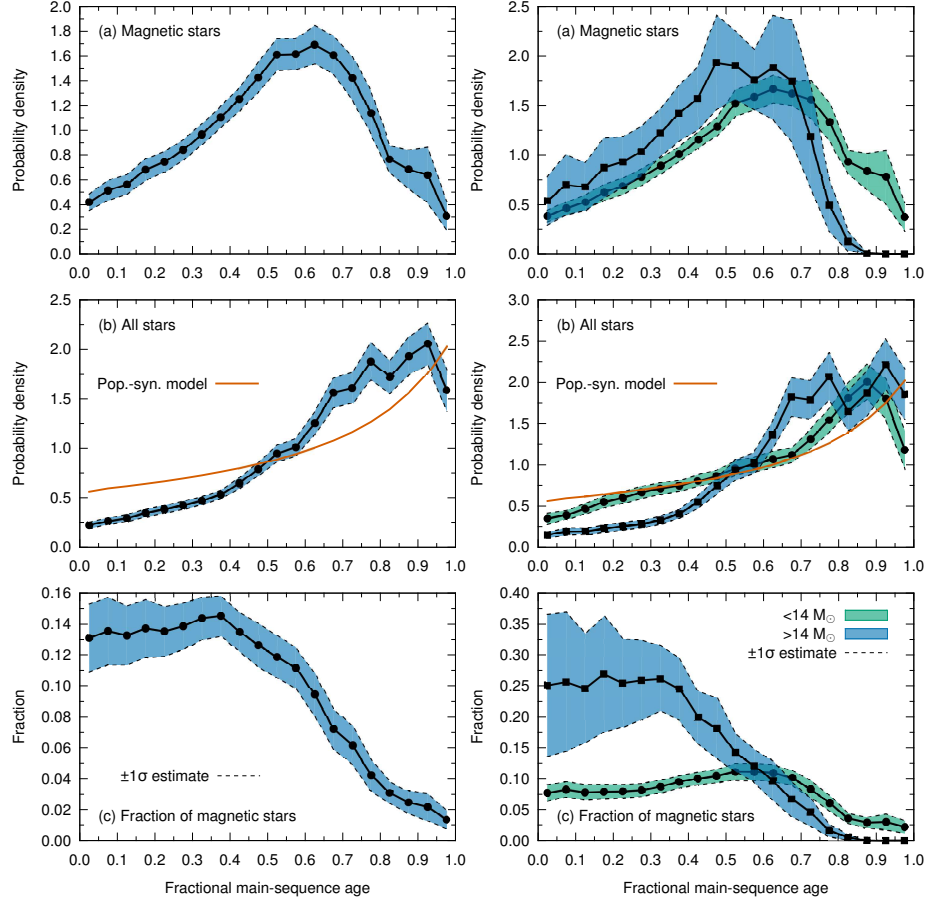 (a) Magnetic stars
Probability density
0.0
0.2
0.4
0.6
0.8
1.0
1.2
1.4
1.6
1.8
2.0
0.0 0.1 0.2 0.3 0.4 0.5 0.6 0.7 0.8 0.9 1.0
(a) Magnetic stars
Probability density
0.0
0.5
1.0
1.5
2.0
2.5
0.0 0.1 0.2 0.3 0.4 0.5 0.6 0.7 0.8 0.9 1.0
(b) All stars
Pop.-syn. model
Probability density
0.0
0.5
1.0
1.5
2.0
2.5
0.0 0.1 0.2 0.3 0.4 0.5 0.6 0.7 0.8 0.9 1.0
(b) All stars
Pop.-syn. model
Probability density
0.0
0.5
1.0
1.5
2.0
2.5
3.0
0.0 0.1 0.2 0.3 0.4 0.5 0.6 0.7 0.8 0.9 1.0
±1σ estimate
(c) Fraction of magnetic stars
Fraction
0.00
0.02
0.04
0.06
0.08
0.10
0.12
0.14
0.16
0.0 0.1 0.2 0.3 0.4 0.5 0.6 0.7 0.8 0.9 1.0
Fractional main-sequence age
<14 M☉
>14 M☉
±1σ estimate
(c) Fraction of magnetic stars
Fraction
0.00
0.05
0.10
0.15
0.20
0.25
0.30
0.35
0.40
0.0 0.1 0.2 0.3 0.4 0.5 0.6 0.7 0.8 0.9 1.0
Fractional main-sequence age